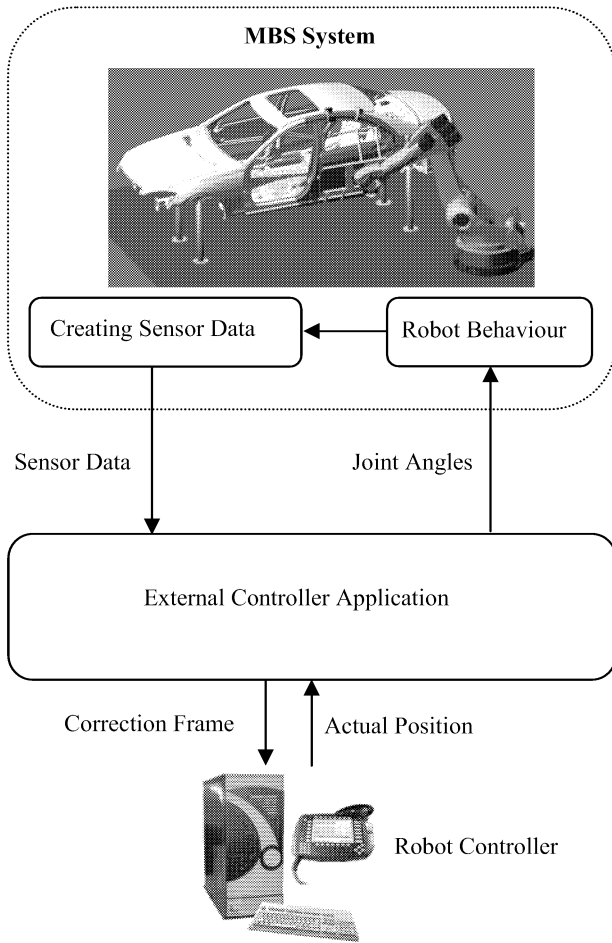 MBS System
Creating Sensor Data
Robot Behaviour
Sensor Data
Joint Angles
External Controller Application
Correction Frame
Actual Position
Robot Controller